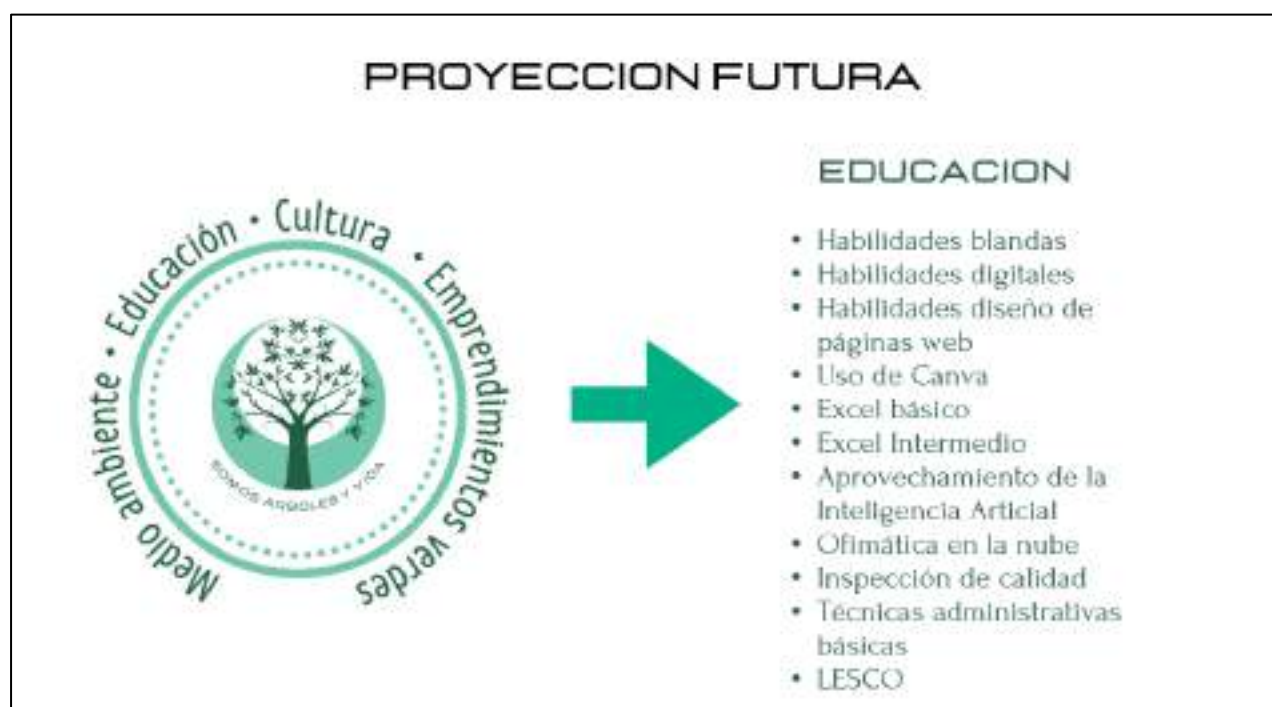 PROYECCION FUTURA
Medio ambiente • Educación • Cultura • Emprendimientos verdes
SOMOS ARBOLES Y VIDA
EDUCACION
• Habilidades blandas
• Habilidades digitales
• Habilidades diseño de
páginas web
• Uso de Canva
• Excel básico
• Excel Intermedio
• Aprovechamiento de la
Inteligencia Articial
• Ofimática en la nube
• Inspección de calidad
• Técnicas administrativas
básicas
• LESCO